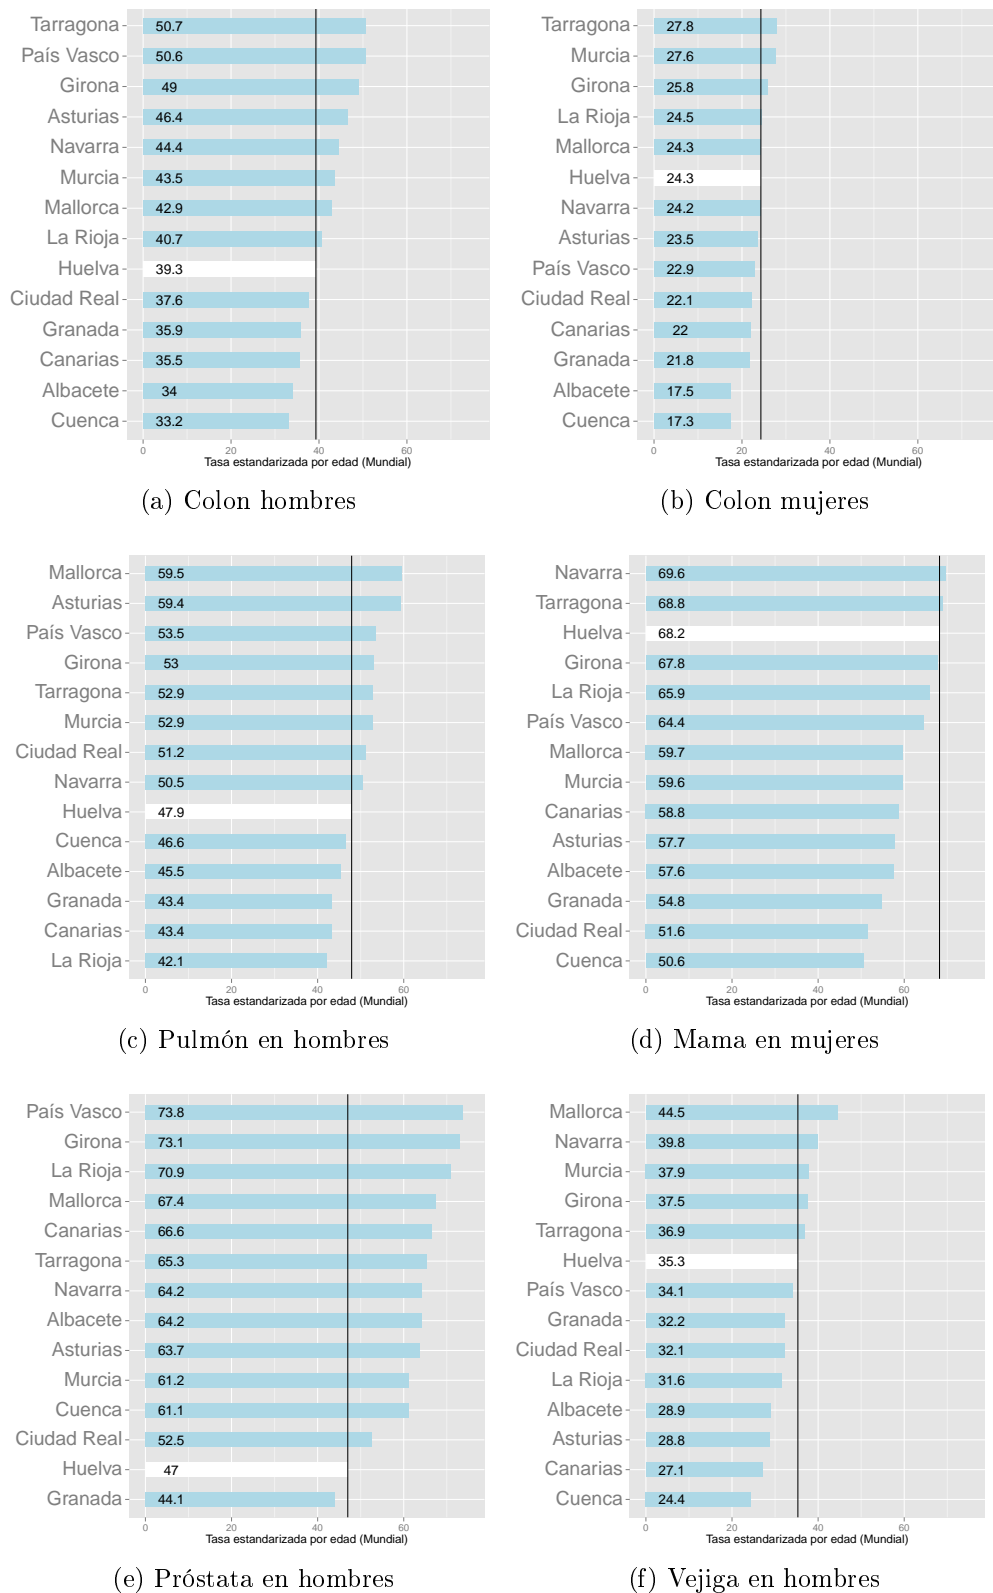 Tarragona 50.7
País Vasco 50.6
Girona 49
Asturias 46.4
Navarra 44.4
Murcia 43.5
Mallorca 42.9
La Rioja 40.7
Huelva 39.3
Ciudad Real 37.6
Granada 35.9
Canarias 35.5
Albacete 34
Cuenca 33.2
0 20 40 60
Tasa estandarizada por edad (Mundial)
(a) Colon hombres
Tarragona 27.8
Murcia 27.6
Girona 25.8
La Rioja 24.5
Mallorca 24.3
Huelva 24.3
Navarra 24.2
Asturias 23.5
País Vasco 22.9
Ciudad Real 22.1
Canarias 22
Granada 21.8
Albacete 17.5
Cuenca 17.3
0 20 40 60
Tasa estandarizada por edad (Mundial)
(b) Colon mujeres
Mallorca 59.5
Asturias 59.4
País Vasco 53.5
Girona 53
Tarragona 52.9
Murcia 52.9
Ciudad Real 51.2
Navarra 50.5
Huelva 47.9
Cuenca 46.6
Albacete 45.5
Granada 43.4
Canarias 43.4
La Rioja 42.1
0 20 40 60
Tasa estandarizada por edad (Mundial)
(c) Pulmón en hombres
Navarra 69.6
Tarragona 68.8
Huelva 68.2
Girona 67.8
La Rioja 65.9
País Vasco 64.4
Mallorca 59.7
Murcia 59.6
Canarias 58.8
Asturias 57.7
Albacete 57.6
Granada 54.8
Ciudad Real 51.6
Cuenca 50.6
0 20 40 60
Tasa estandarizada por edad (Mundial)
(d) Mama en mujeres
País Vasco 73.8
Girona 73.1
La Rioja 70.9
Mallorca 67.4
Canarias 66.6
Tarragona 65.3
Navarra 64.2
Albacete 64.2
Asturias 63.7
Murcia 61.2
Cuenca 61.1
Ciudad Real 52.5
Huelva 47
Granada 44.1
0 20 40 60
Tasa estandarizada por edad (Mundial)
(e) Próstata en hombres
Mallorca 44.5
Navarra 39.8
Murcia 37.9
Girona 37.5
Tarragona 36.9
Huelva 35.3
País Vasco 34.1
Granada 32.2
Ciudad Real 32.1
La Rioja 31.6
Albacete 28.9
Asturias 28.8
Canarias 27.1
Cuenca 24.4
0 20 40 60
Tasa estandarizada por edad (Mundial)
(f) Vejiga en hombres